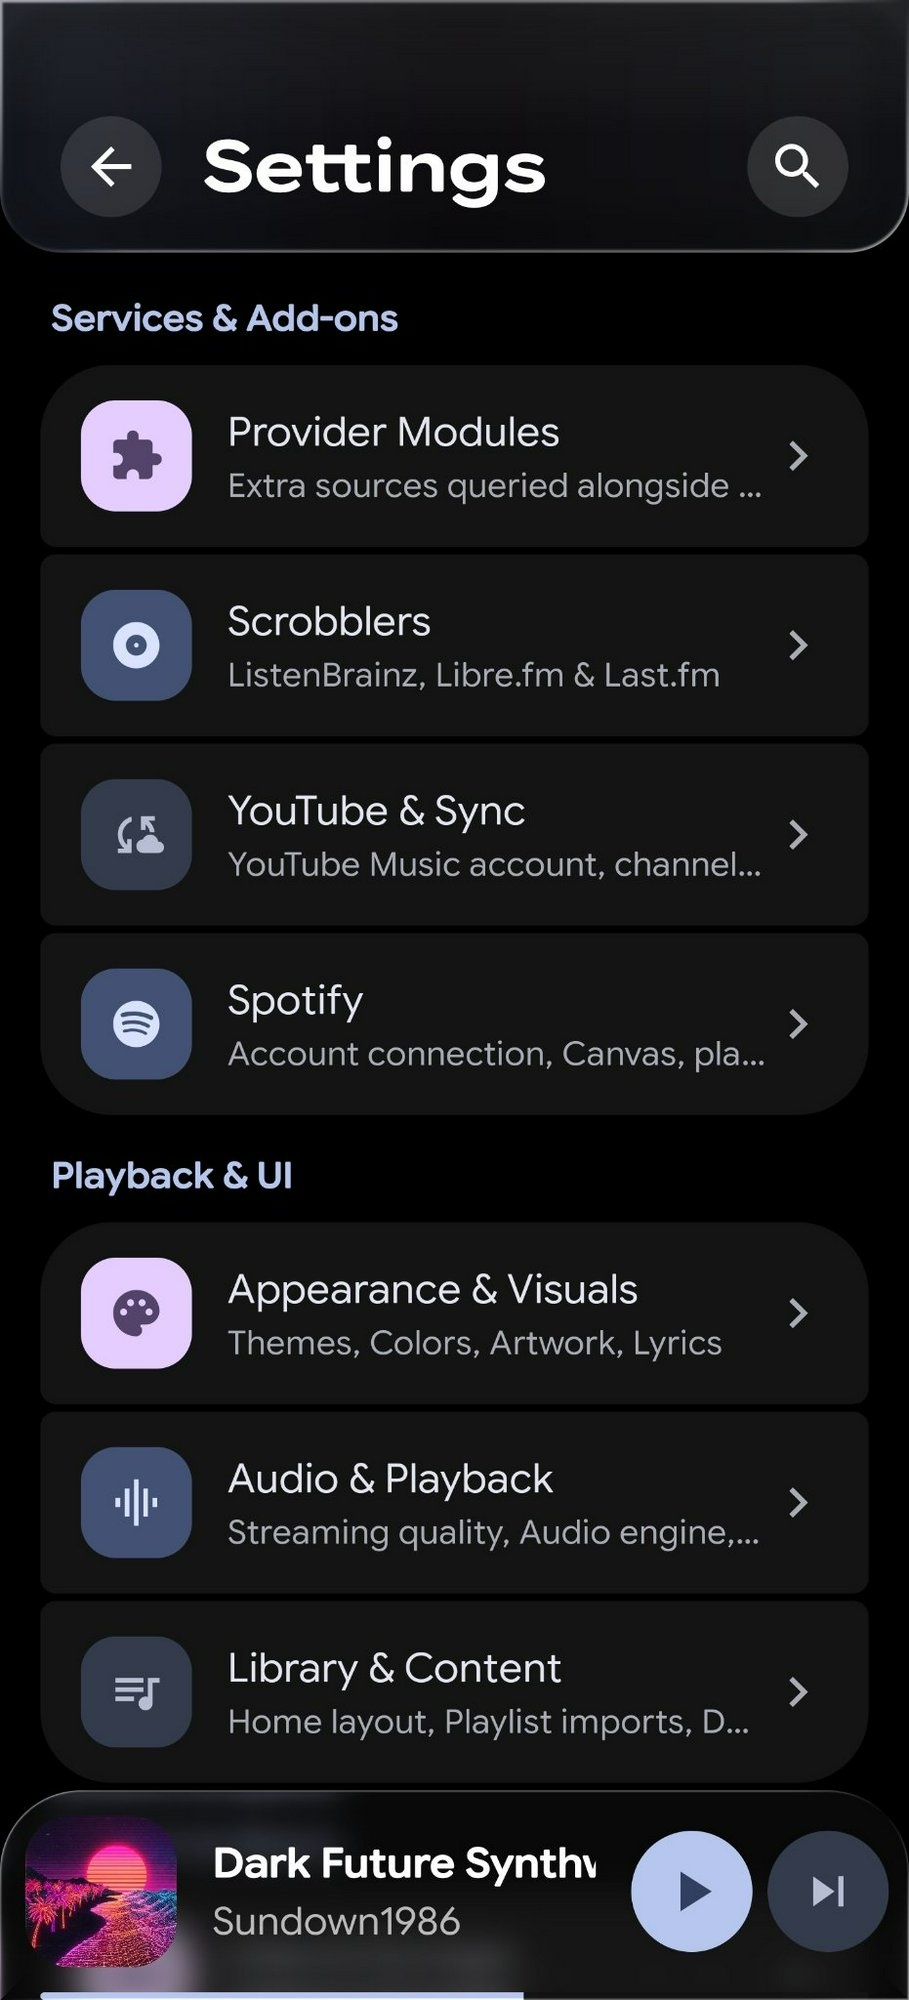 Settings
Services & Add-ons
Provider Modules
Extra sources queried alongside ...
Scrobblers
ListenBrainz, Libre.fm & Last.fm
YouTube & Sync
YouTube Music account, channel...
Spotify
Account connection, Canvas, pla...
Playback & UI
Appearance & Visuals
Themes, Colors, Artwork, Lyrics
Audio & Playback
Streaming quality, Audio engine,...
Library & Content
Home layout, Playlist imports, D...
Dark Future Synthw
Sundown1986